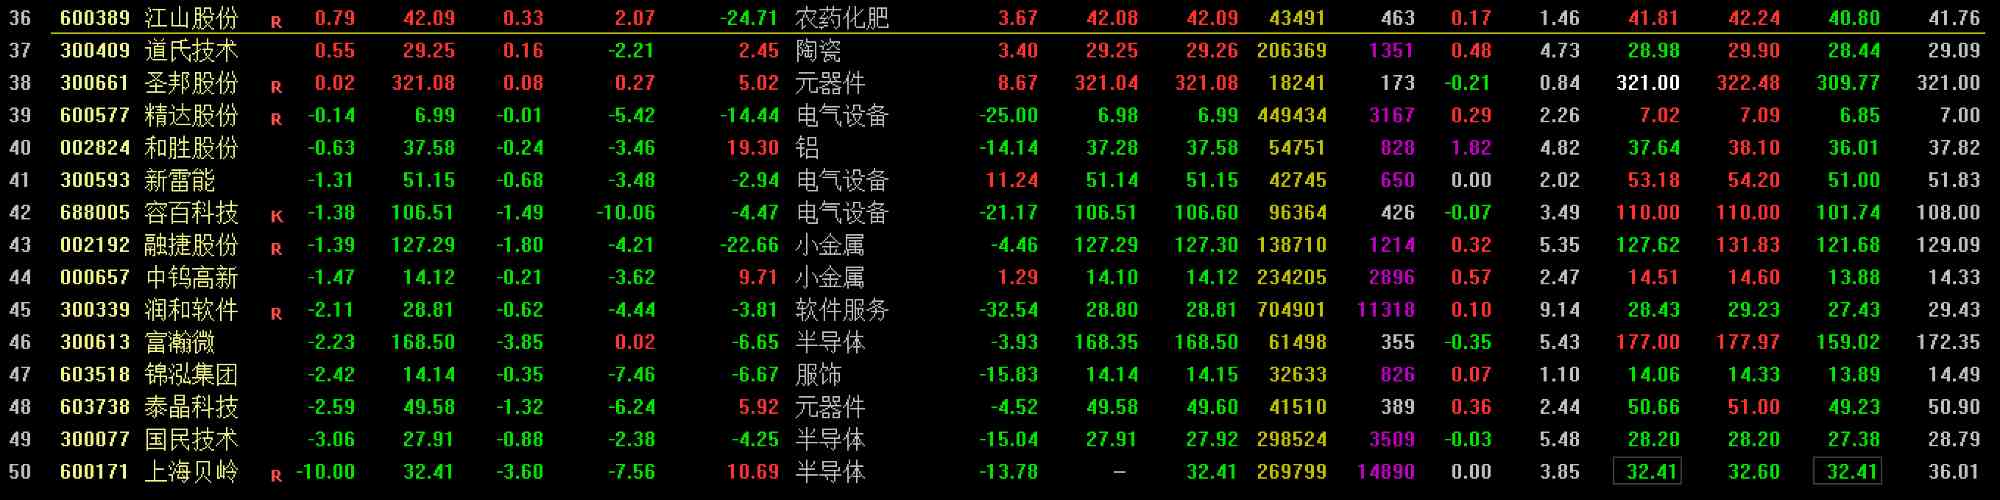 36 600389 江山股份 R 0.79 42.09 0.33 2.07 -24.71 农药化肥 3.67 42.08 42.09 43491 463 0.17 1.46 41.81 42.24 40.80 41.76
37 300409 道氏技术 0.55 29.25 0.16 -2.21 2.45 陶瓷 3.40 29.25 29.26 206369 1351 0.48 4.73 28.98 29.90 28.44 29.09
38 300661 圣邦股份 R 0.02 321.08 0.08 0.27 5.02 元器件 8.67 321.04 321.08 18241 173 -0.21 0.84 321.00 322.48 309.77 321.00
39 600577 精达股份 R -0.14 6.99 -0.01 -5.42 -14.44 电气设备 -25.00 6.98 6.99 449434 3167 0.29 2.26 7.02 7.09 6.85 7.00
40 002824 和胜股份 -0.63 37.58 -0.24 -3.46 19.30 铝 -14.14 37.28 37.58 54751 828 1.82 4.82 37.64 38.10 36.01 37.82
41 300593 新雷能 -1.31 51.15 -0.68 -3.48 -2.94 电气设备 11.24 51.14 51.15 42745 650 0.00 2.02 53.18 54.20 51.00 51.83
42 688005 容百科技 K -1.38 106.51 -1.49 -10.06 -4.47 电气设备 -21.17 106.51 106.60 96364 426 -0.07 3.49 110.00 110.00 101.74 108.00
43 002192 融捷股份 R -1.39 127.29 -1.80 -4.21 -22.66 小金属 -4.46 127.29 127.30 138710 1214 0.32 5.35 127.62 131.83 121.68 129.09
44 000657 中钨高新 -1.47 14.12 -0.21 -3.62 9.71 小金属 1.29 14.10 14.12 234205 2896 0.57 2.47 14.51 14.60 13.88 14.33
45 300339 润和软件 R -2.11 28.81 -0.62 -4.44 -3.81 软件服务 -32.54 28.80 28.81 704901 11318 0.10 9.14 28.43 29.23 27.43 29.43
46 300613 富瀚微 -2.23 168.50 -3.85 0.02 -6.65 半导体 -3.93 168.35 168.50 61498 355 -0.35 5.43 177.00 177.97 159.02 172.35
47 603518 锦泓集团 -2.42 14.14 -0.35 -7.46 -6.67 服饰 -15.83 14.14 14.15 32633 826 0.07 1.10 14.06 14.33 13.89 14.49
48 603738 泰晶科技 -2.59 49.58 -1.32 -6.24 5.92 元器件 -4.52 49.58 49.60 41510 389 0.36 2.44 50.66 51.00 49.23 50.90
49 300077 国民技术 -3.06 27.91 -0.88 -2.38 -4.25 半导体 -15.04 27.91 27.92 298524 3509 -0.03 5.48 28.20 28.20 27.38 28.79
50 600171 上海贝岭 R -10.00 32.41 -3.60 -7.56 10.69 半导体 -13.78 — 32.41 269799 14890 0.00 3.85 32.41 32.60 32.41 36.01